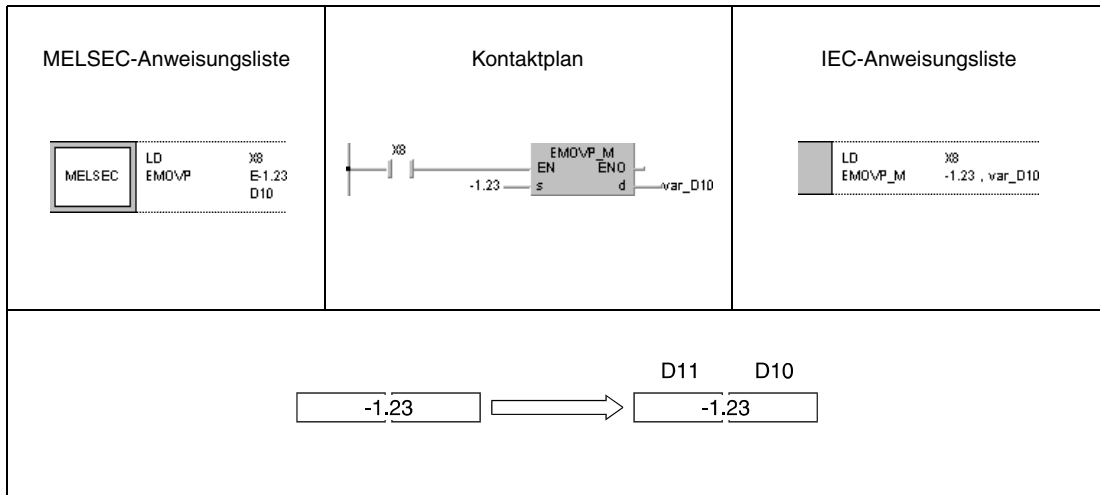 MELSEC-Anweisungsliste
MELSEC
LD X8
EMOVP E-1.23
D10
Kontaktplan
X8
EMOVP_M
EN ENO
-1.23 s d var_D10
IEC-Anweisungsliste
LD X8
EMOVP_M -1.23 , var_D10
D11 D10
-1.23 -1.23